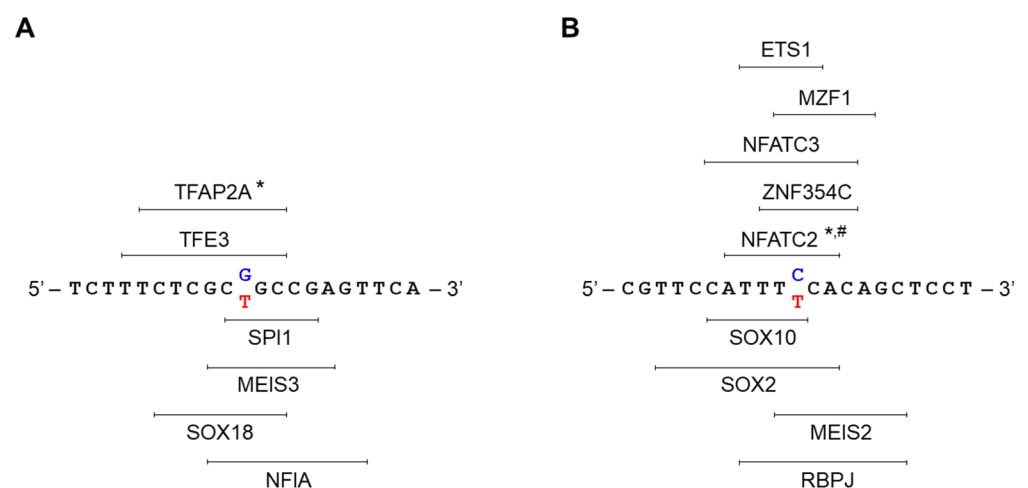 A
TFAP2A *
TFE3
G
5' – TCTTTCTCGC GCCGAGTTCA – 3'
T
SPI1
MEIS3
SOX18
NFIA
B
ETS1
MZF1
NFATC3
ZNF354C
NFATC2 *,#
C
5' – CGTTCCATTT CACAGCTCCT – 3'
T
SOX10
SOX2
MEIS2
RBPJ